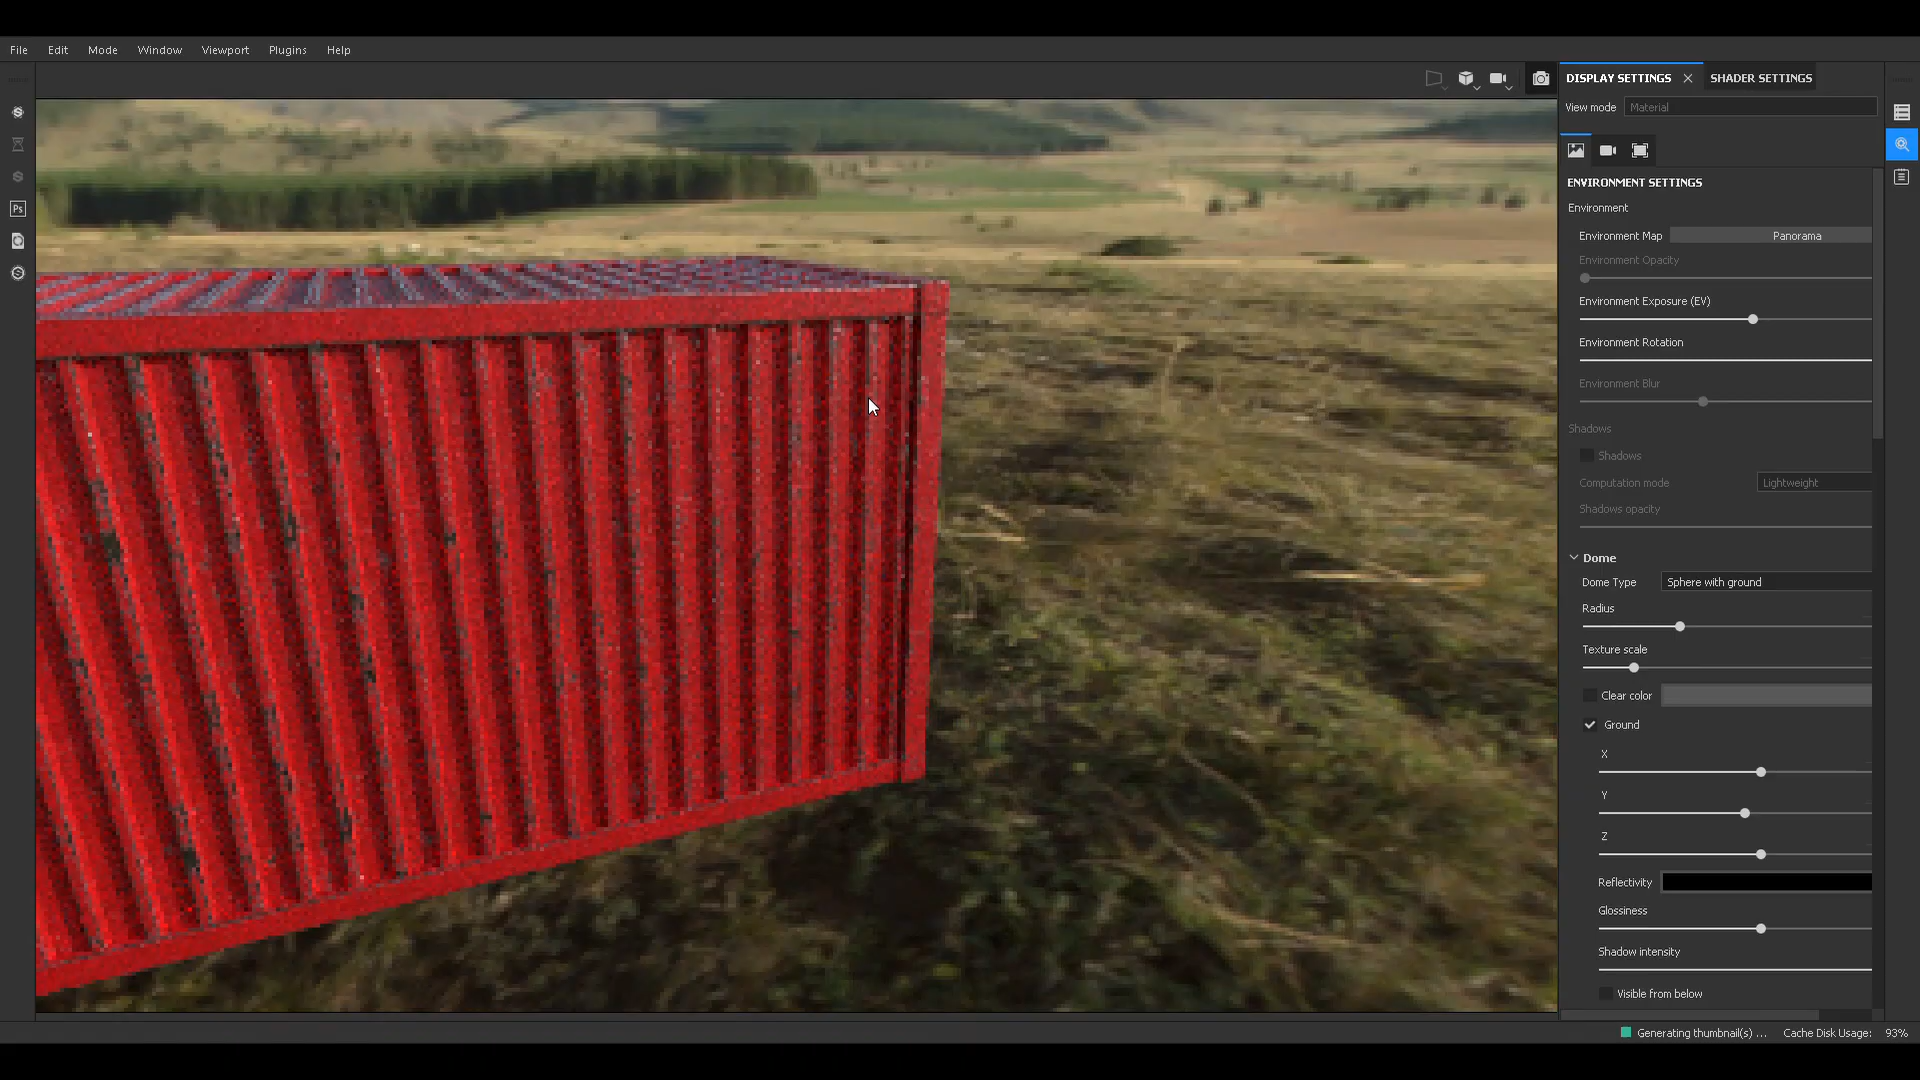 File Edit Mode Window Viewport Plugins Help
DISPLAY SETTINGS SHADER SETTINGS
View mode Material
Ps
ENVIRONMENT SETTINGS
Environment
Environment Map Panorama
Environment Opacity
Environment Exposure (EV)
Environment Rotation
Environment Blur
Shadows
Shadows
Computation mode Lightweight
Shadows opacity
Dome
Dome Type Sphere with ground
Radius
Texture scale
Clear color
Ground
X
Y
Z
Reflectivity
Glossiness
Shadow intensity
Visible from below
Generating thumbnail(s) ... Cache Disk Usage: 93%